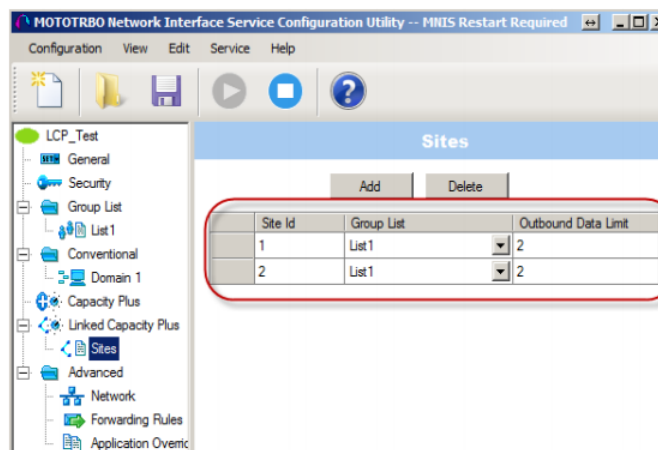 MOTOTRBO Network Interface Service Configuration Utility -- MNIS Restart Required
Configuration View Edit Service Help
LCP_Test
General
Security
Group List
List1
Conventional
Domain 1
Capacity Plus
Linked Capacity Plus
Sites
Advanced
Network
Forwarding Rules
Application Overric
Sites
Add Delete
Site Id Group List Outbound Data Limit
1 List1 2
2 List1 2